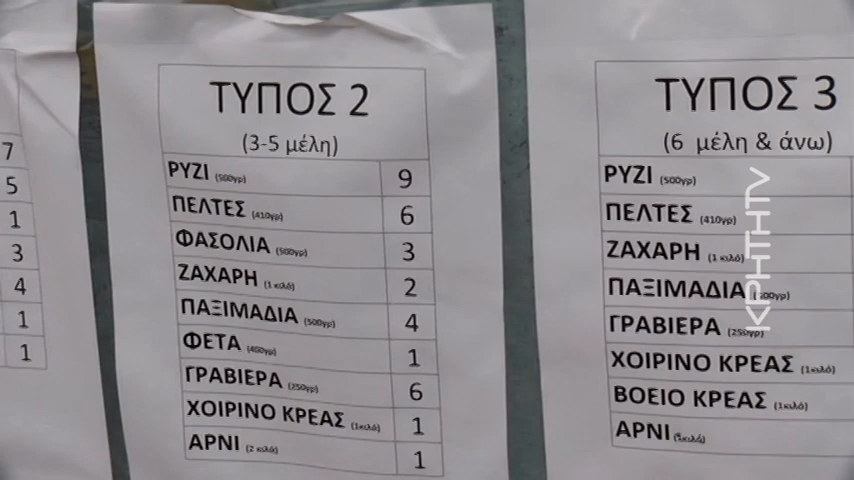 7
5
1
3
4
1
1
ΤΥΠΟΣ 2
(3-5 μέλη)
ΡΥΖΙ (500γρ) 9
ΠΕΛΤΕΣ (410γρ) 6
ΦΑΣΟΛΙΑ (500γρ) 3
ΖΑΧΑΡΗ (1 κιλό) 2
ΠΑΞΙΜΑΔΙΑ (500γρ) 4
ΦΕΤΑ (400γρ) 1
ΓΡΑΒΙΕΡΑ (250γρ) 6
ΧΟΙΡΙΝΟ ΚΡΕΑΣ (1κιλό) 1
ΑΡΝΙ (2 κιλά) 1
ΤΥΠΟΣ 3
(6 μέλη & άνω)
ΡΥΖΙ (500γρ)
ΠΕΛΤΕΣ (410γρ)
ΖΑΧΑΡΗ (1 κιλό)
ΠΑΞΙΜΑΔΙΑ (500γρ)
ΓΡΑΒΙΕΡΑ (250γρ)
ΧΟΙΡΙΝΟ ΚΡΕΑΣ (1κιλό)
ΒΟΕΙΟ ΚΡΕΑΣ (1κιλό)
ΑΡΝΙ
ΚΡΗΤΗTV